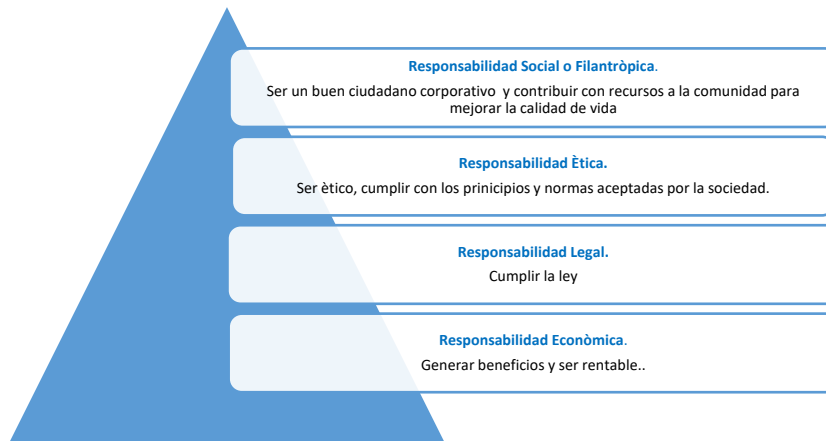 Responsabilidad Social o Filantròpica.
Ser un buen ciudadano corporativo y contribuir con recursos a la comunidad para
mejorar la calidad de vida
Responsabilidad Ètica.
Ser ètico, cumplir con los prinicipios y normas aceptadas por la sociedad.
Responsabilidad Legal.
Cumplir la ley
Responsabilidad Econòmica.
Generar beneficios y ser rentable..